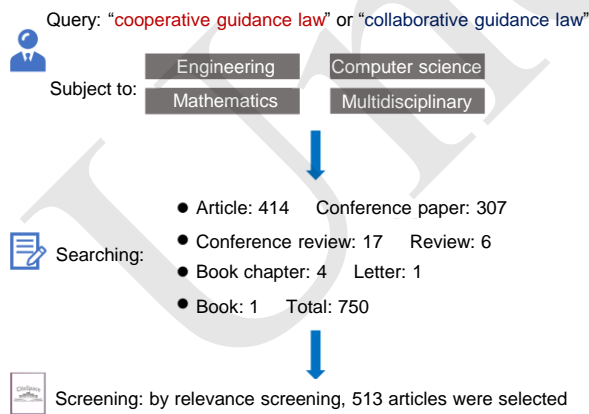 Query: “cooperative guidance law” or “collaborative guidance law”
Engineering Computer science
Subject to:
Mathematics Multidisciplinary
● Article: 414 Conference paper: 307
● Conference review: 17 Review: 6
Searching:
● Book chapter: 4 Letter: 1
● Book: 1 Total: 750
CiteSpace
Screening: by relevance screening, 513 articles were selected